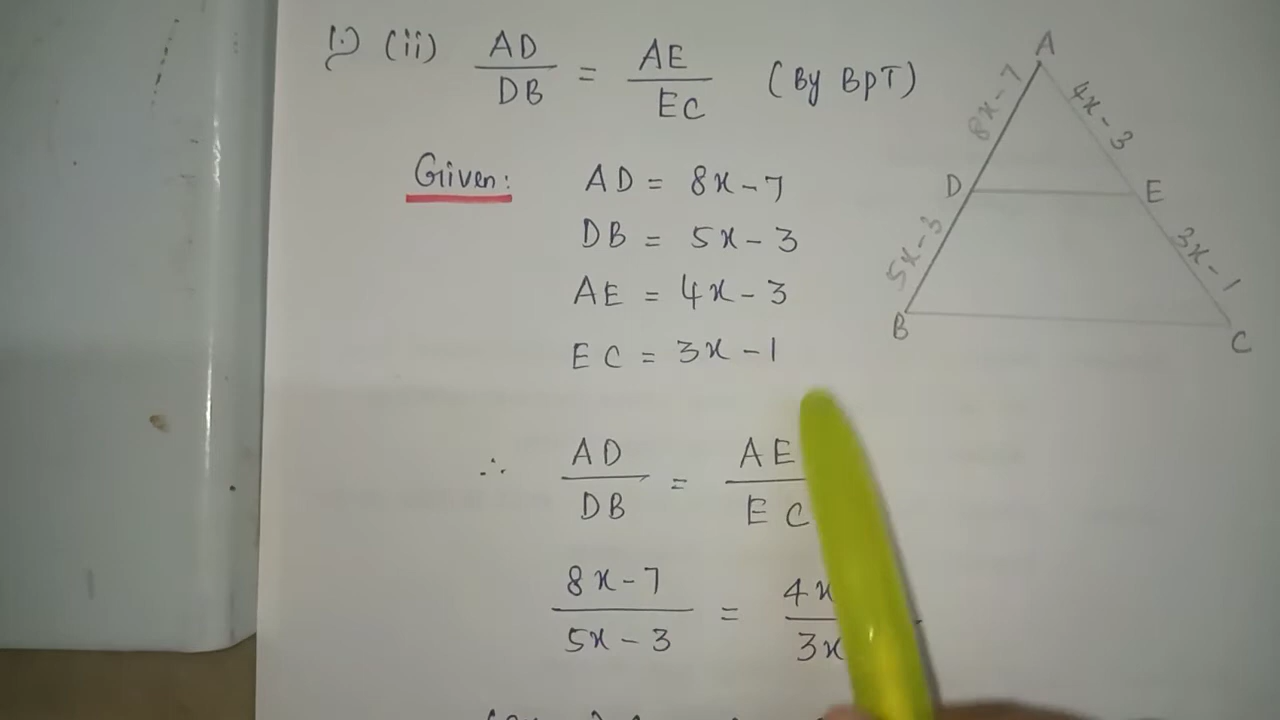 1.) (ii) AD/DB = AE/EC (By BPT)
Given: AD = 8x-7
DB = 5x-3
AE = 4x-3
EC = 3x-1
∴ AD/DB = AE/EC
8x-7/5x-3 = 4x/3x
A
8x-7
4x-3
D
E
5x-3
3x-1
B
C